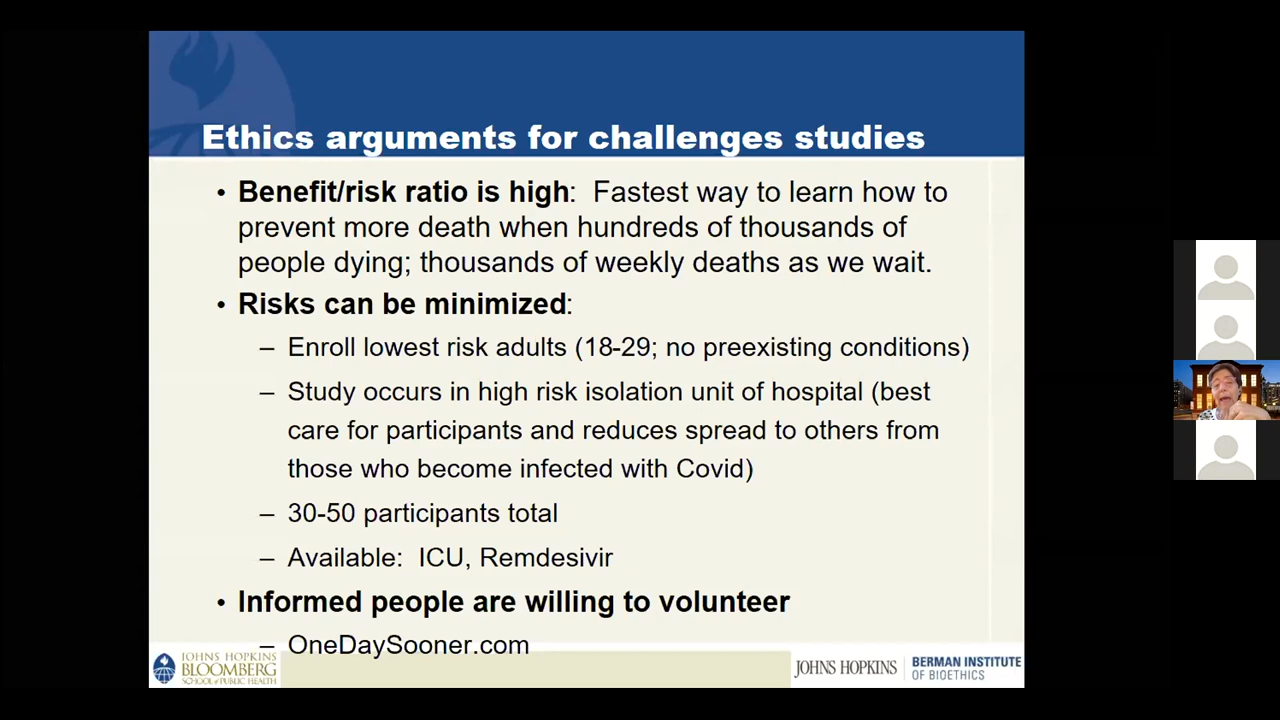 Ethics arguments for challenges studies
• Benefit/risk ratio is high: Fastest way to learn how to
prevent more death when hundreds of thousands of
people dying; thousands of weekly deaths as we wait.
• Risks can be minimized:
– Enroll lowest risk adults (18-29; no preexisting conditions)
– Study occurs in high risk isolation unit of hospital (best
care for participants and reduces spread to others from
those who become infected with Covid)
– 30-50 participants total
– Available: ICU, Remdesivir
• Informed people are willing to volunteer
– OneDaySooner.com
JOHNS HOPKINS
BLOOMBERG
SCHOOL of PUBLIC HEALTH
JOHNS HOPKINS
BERMAN INSTITUTE
OF BIOETHICS